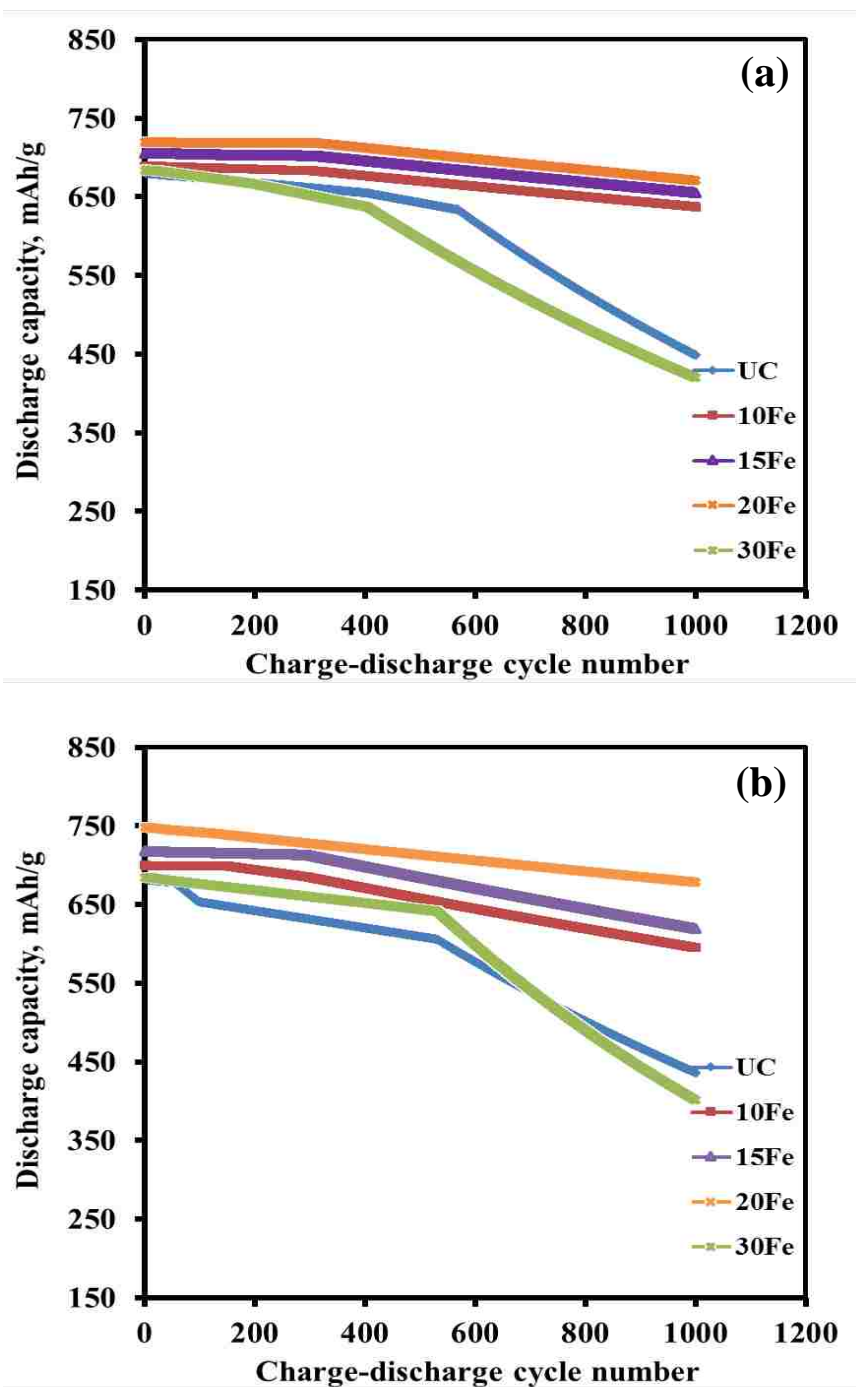 (a)
Discharge capacity, mAh/g
850
750
650
550
450
350
250
150
0 200 400 600 800 1000 1200
Charge-discharge cycle number
UC
10Fe
15Fe
20Fe
30Fe
(b)
Discharge capacity, mAh/g
850
750
650
550
450
350
250
150
0 200 400 600 800 1000 1200
Charge-discharge cycle number
UC
10Fe
15Fe
20Fe
30Fe